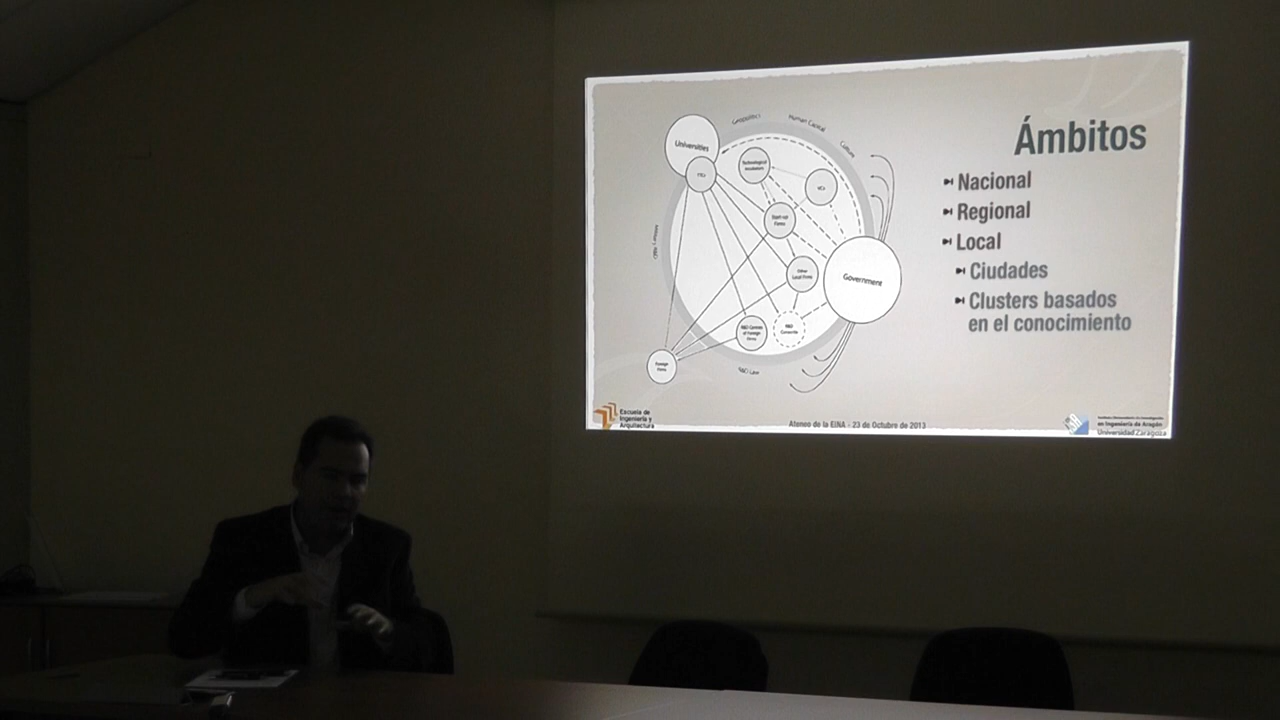 Ámbitos
Nacional
Regional
Local
Ciudades
Clusters basados
en el conocimiento
Geopolitics
Human Capital
Culture
Universities
TTCs
Technological
Incubators
VCs
Start-up
Firms
Other
Local Firms
Government
R&D Centers
of Foreign
Firms
R&D
Consortia
Foreign
Firms
R&D Law
Escuela de
Ingeniería y
Arquitectura
Ateneo de la EINA - 23 de Octubre de 2013
en Ingeniería de Aragón
Universidad Zaragoza